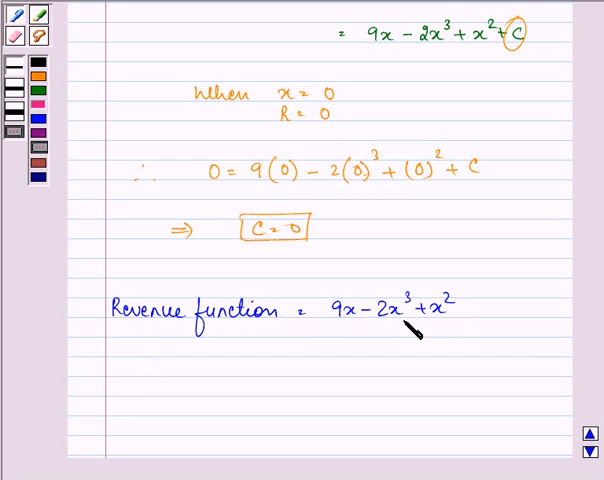 = 9x - 2x³ + x² + C
When x = 0
R = 0
∴ 0 = 9(0) - 2(0)³ + (0)² + C
⇒ C = 0
Revenue function = 9x - 2x³ + x²